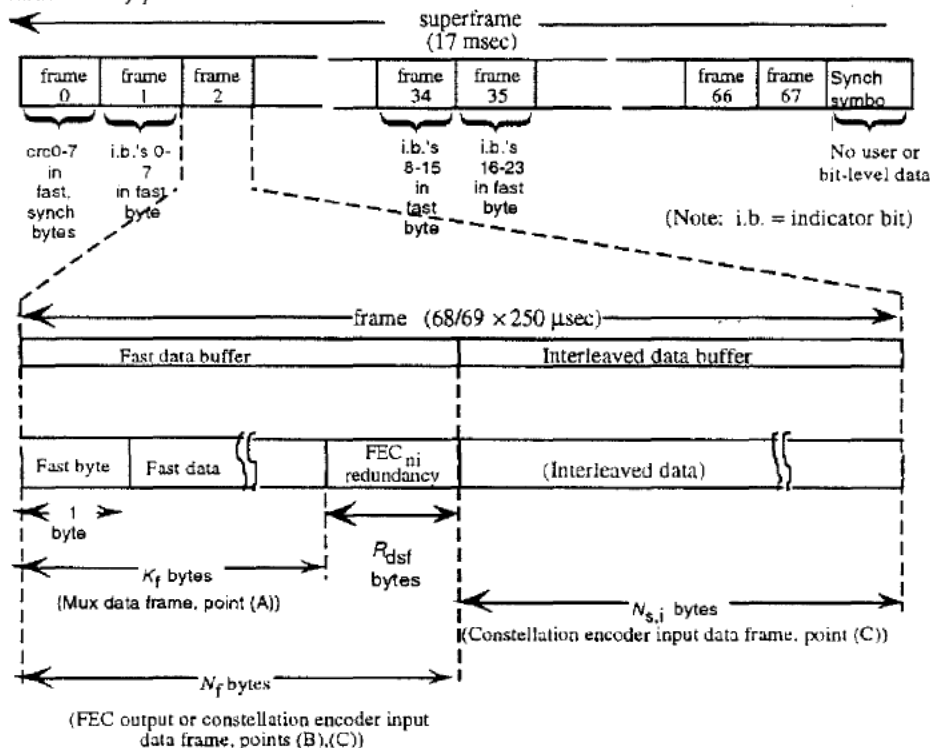 superframe
(17 msec)
frame 0
frame 1
frame 2
frame 34
frame 35
frame 66
frame 67
Synch symbo
crc0-7 in fast, synch bytes
i.b.'s 0-7 in fast byte
i.b.'s 8-15 in fast byte
i.b.'s 16-23 in fast byte
No user or bit-level data
(Note: i.b. = indicator bit)
frame (68/69 × 250 μsec)
Fast data buffer
Interleaved data buffer
Fast byte
Fast data
FEC ni redundancy
(Interleaved data)
1 byte
Rdsf bytes
Kf bytes
(Mux data frame, point (A))
Ns,i bytes
(Constellation encoder input data frame, point (C))
Nf bytes
(FEC output or constellation encoder input
data frame, points (B),(C))